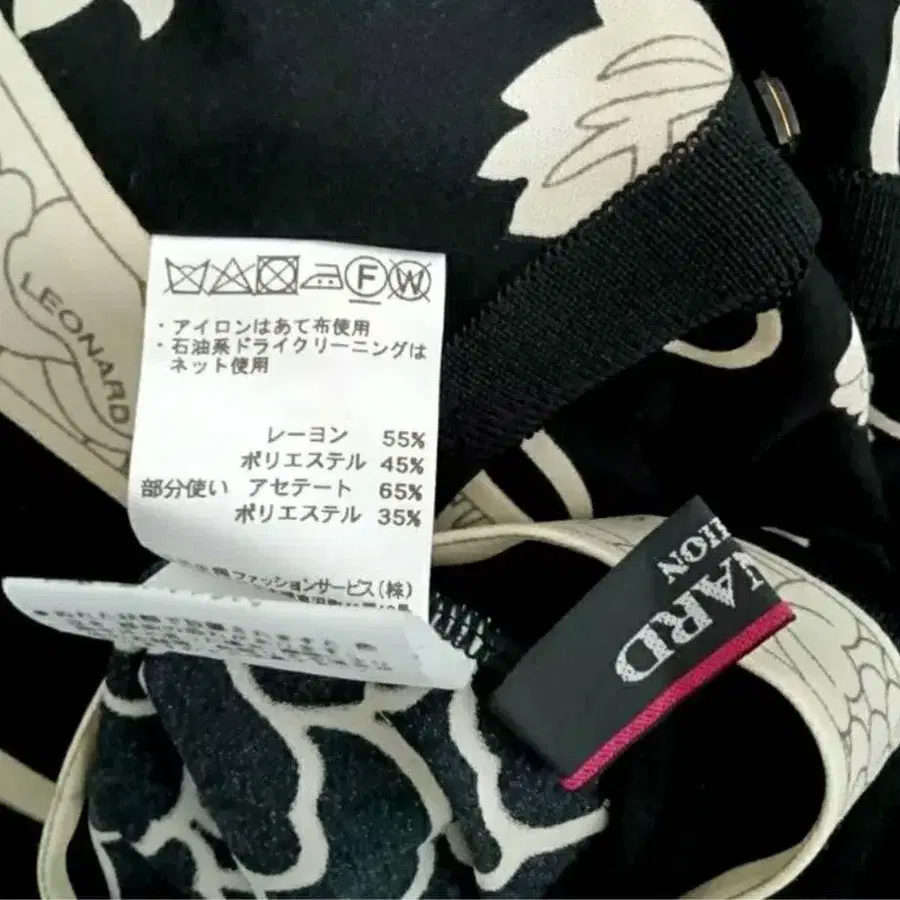 LEONARD
F W
・アイロンはあて布使用
・石油系ドライクリーニングは
ネット使用
レーヨン 55%
ポリエステル 45%
部分使い アセテート 65%
ポリエステル 35%
ファッションサービス(株)
NARD
HION